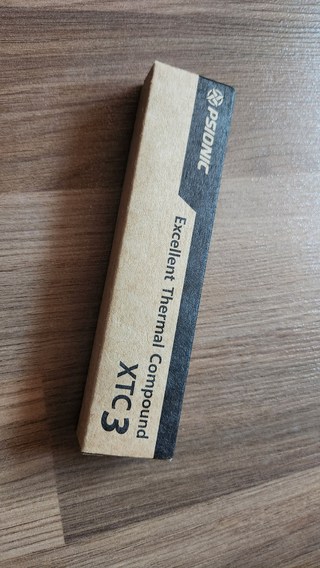 PSIONIC
Excellent Thermal Compound
XTC3